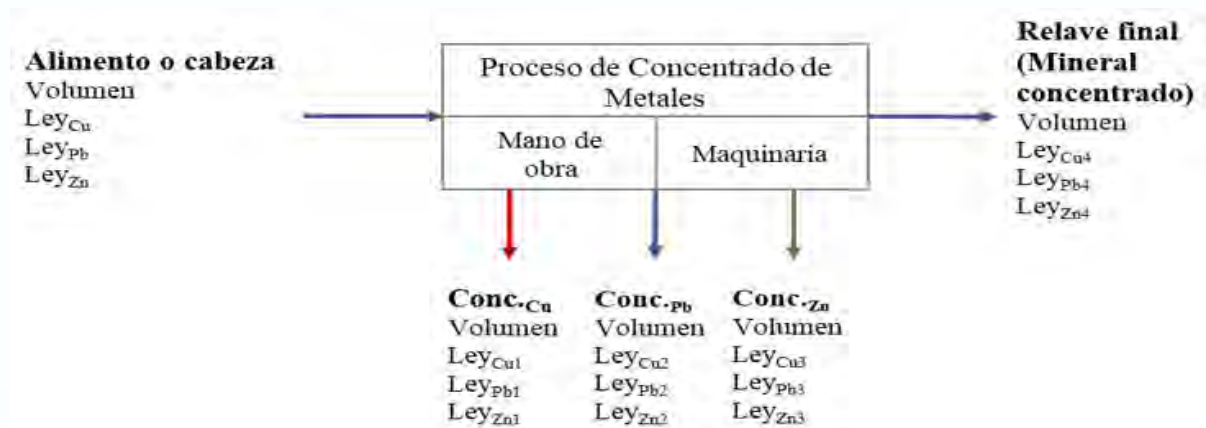 Alimento o cabeza
Volumen
Ley_Cu
Ley_Pb
Ley_Zn
Proceso de Concentrado de
Metales
Mano de
obra
Maquinaria
Relave final
(Mineral
concentrado)
Volumen
Ley_Cu4
Ley_Pb4
Ley_Zn4
Conc._Cu
Volumen
Ley_Cu1
Ley_Pb1
Ley_Zn1
Conc._Pb
Volumen
Ley_Cu2
Ley_Pb2
Ley_Zn2
Conc._Zn
Volumen
Ley_Cu3
Ley_Pb3
Ley_Zn3